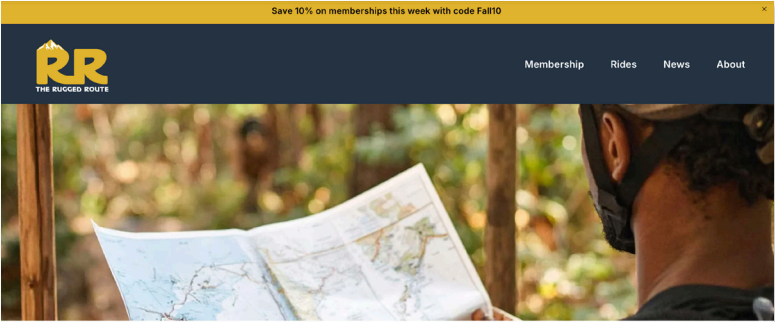 Save 10% on memberships this week with code Fall10
×
RR
THE RUGGED ROUTE
Membership Rides News About